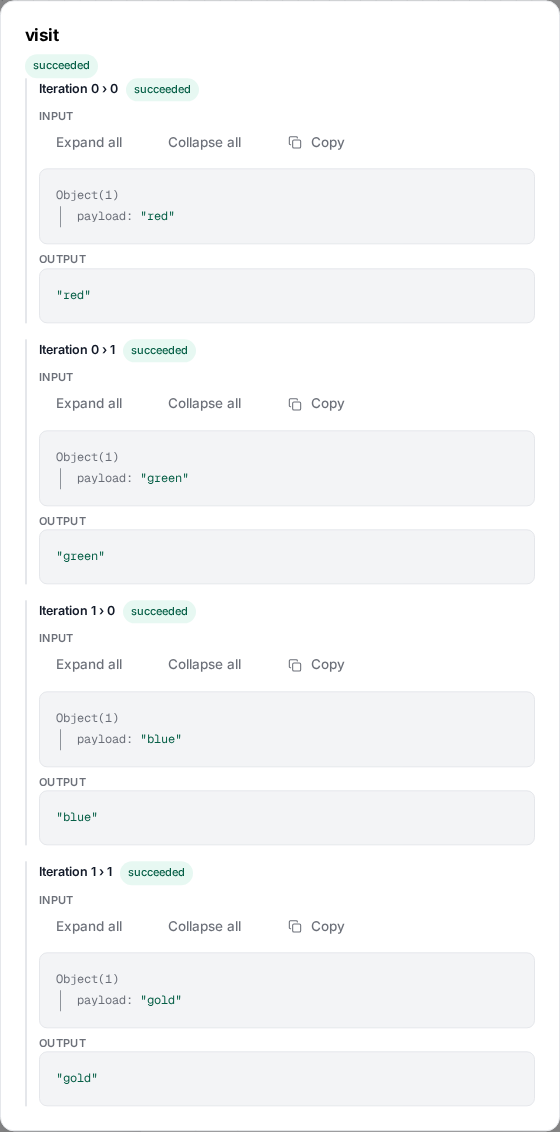 visit
succeeded
Iteration 0 › 0 succeeded
INPUT
Expand all Collapse all Copy
Object(1)
payload: "red"
OUTPUT
"red"
Iteration 0 › 1 succeeded
INPUT
Expand all Collapse all Copy
Object(1)
payload: "green"
OUTPUT
"green"
Iteration 1 › 0 succeeded
INPUT
Expand all Collapse all Copy
Object(1)
payload: "blue"
OUTPUT
"blue"
Iteration 1 › 1 succeeded
INPUT
Expand all Collapse all Copy
Object(1)
payload: "gold"
OUTPUT
"gold"